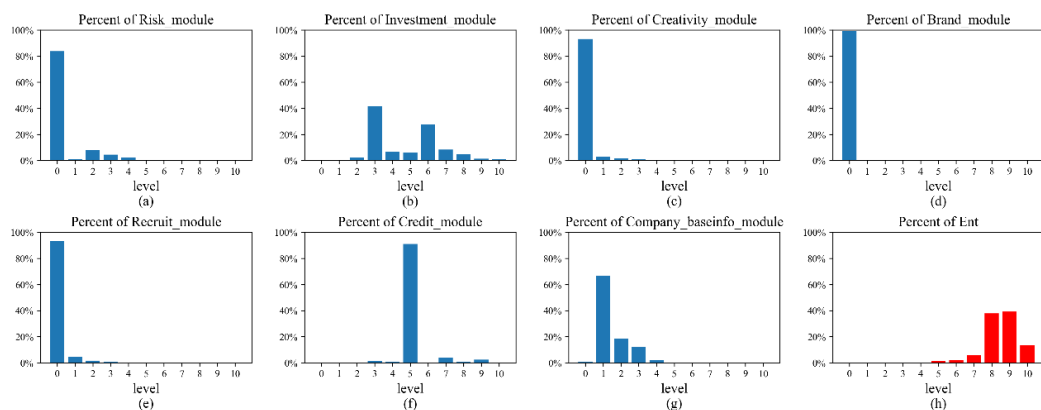 Percent of Risk_module
100%
80%
60%
40%
20%
0%
0 1 2 3 4 5 6 7 8 9 10
level
(a)
Percent of Investment_module
100%
80%
60%
40%
20%
0%
0 1 2 3 4 5 6 7 8 9 10
level
(b)
Percent of Creativity_module
100%
80%
60%
40%
20%
0%
0 1 2 3 4 5 6 7 8 9 10
level
(c)
Percent of Brand_module
100%
80%
60%
40%
20%
0%
0 1 2 3 4 5 6 7 8 9 10
level
(d)
Percent of Recruit_module
100%
80%
60%
40%
20%
0%
0 1 2 3 4 5 6 7 8 9 10
level
(e)
Percent of Credit_module
100%
80%
60%
40%
20%
0%
0 1 2 3 4 5 6 7 8 9 10
level
(f)
Percent of Company_baseinfo_module
100%
80%
60%
40%
20%
0%
0 1 2 3 4 5 6 7 8 9 10
level
(g)
Percent of Ent
100%
80%
60%
40%
20%
0%
0 1 2 3 4 5 6 7 8 9 10
level
(h)